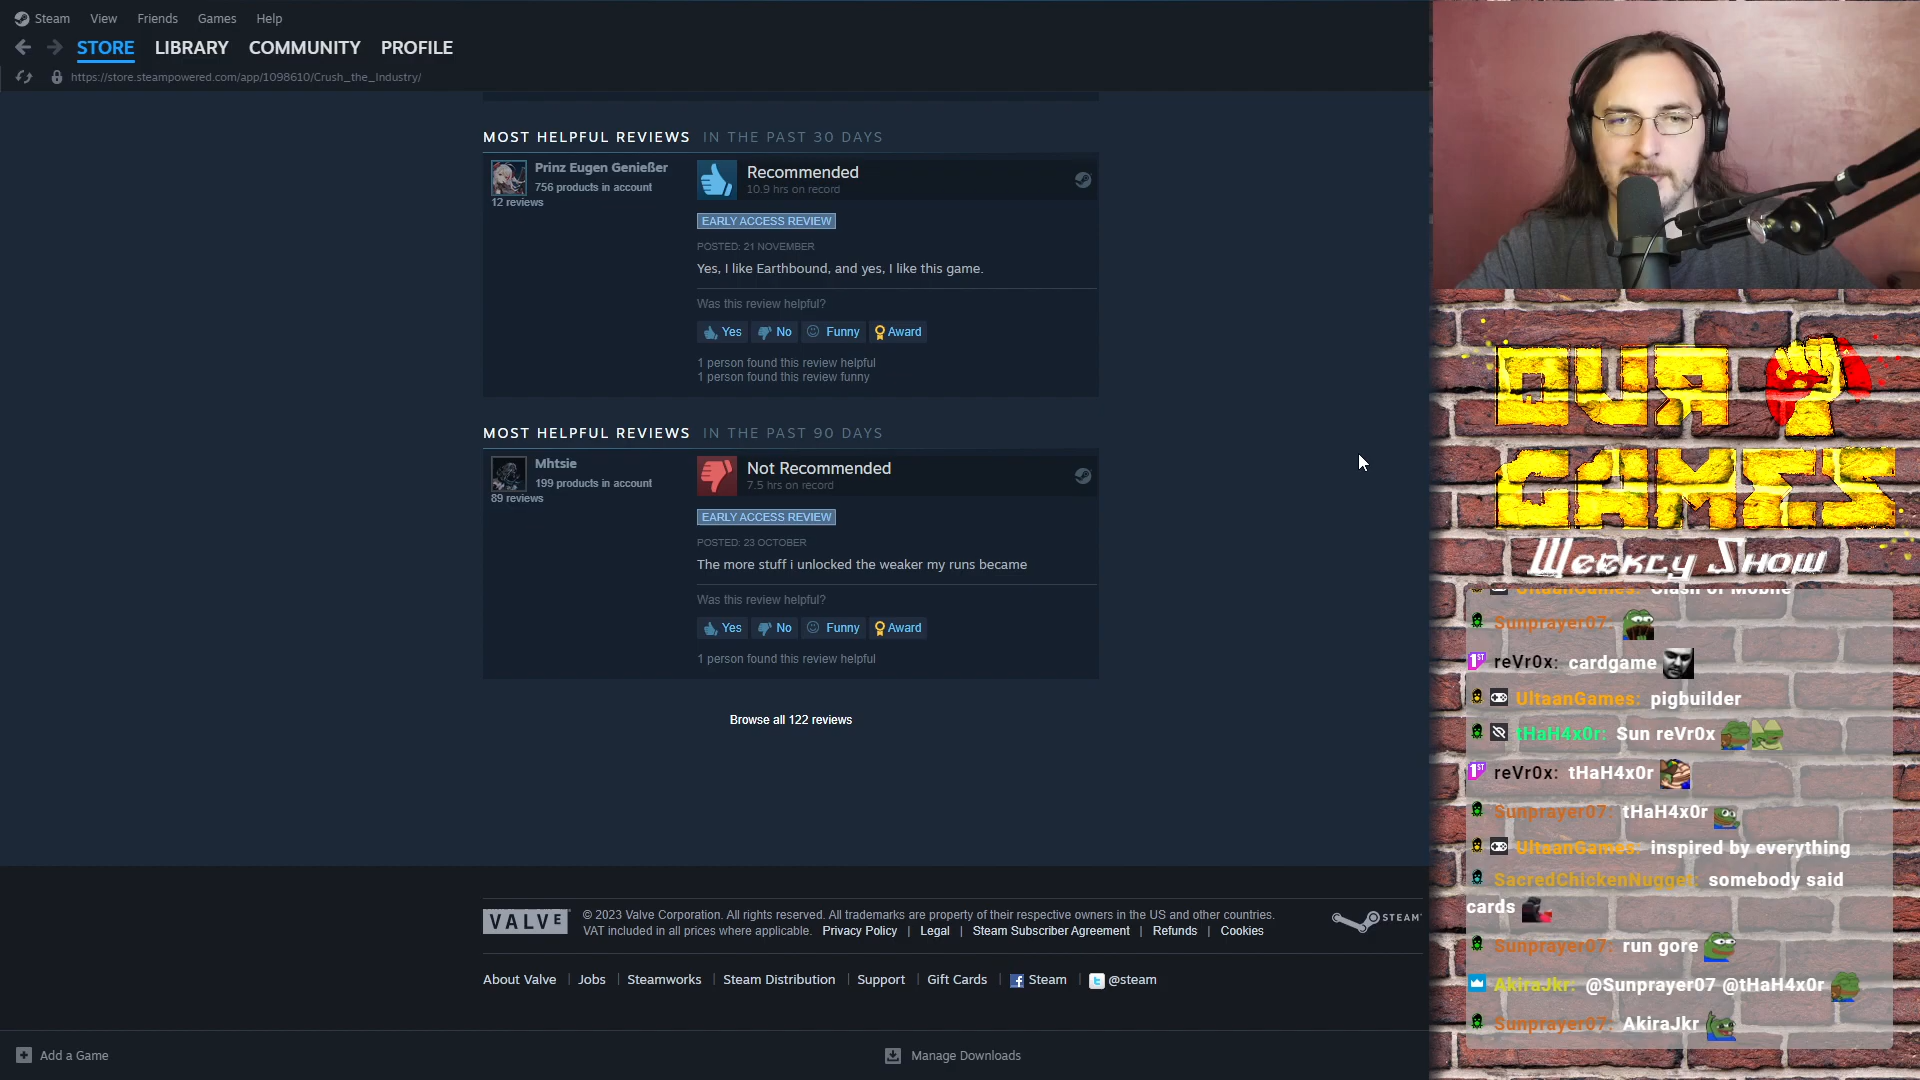 Steam View Friends Games Help
STORE LIBRARY COMMUNITY PROFILE
https://store.steampowered.com/app/1098610/Crush_the_Industry/
MOST HELPFUL REVIEWS IN THE PAST 30 DAYS
Prinz Eugen Genießer
756 products in account
12 reviews
Recommended
10.9 hrs on record
EARLY ACCESS REVIEW
POSTED: 21 NOVEMBER
Yes, I like Earthbound, and yes, I like this game.
Was this review helpful?
Yes No Funny Award
1 person found this review helpful
1 person found this review funny
MOST HELPFUL REVIEWS IN THE PAST 90 DAYS
Mhtsie
199 products in account
89 reviews
Not Recommended
7.5 hrs on record
EARLY ACCESS REVIEW
POSTED: 23 OCTOBER
The more stuff i unlocked the weaker my runs became
Was this review helpful?
Yes No Funny Award
1 person found this review helpful
Browse all 122 reviews
VALVE
© 2023 Valve Corporation. All rights reserved. All trademarks are property of their respective owners in the US and other countries.
VAT included in all prices where applicable. Privacy Policy | Legal | Steam Subscriber Agreement | Refunds | Cookies
STEAM
About Valve | Jobs | Steamworks | Steam Distribution | Support | Gift Cards | Steam | @steam
Add a Game
Manage Downloads
OUR
GAMES
Weekly Show
UltaanGames: Clash of Mobile
Sunprayer07:
1ST reVr0x: cardgame
UltaanGames: pigbuilder
tHaH4x0r: Sun reVr0x
1ST reVr0x: tHaH4x0r
Sunprayer07: tHaH4x0r
UltaanGames: inspired by everything
SacredChickenNugget: somebody said
cards
Sunprayer07: run gore
AkiraJkr: @Sunprayer07 @tHaH4x0r
Sunprayer07: AkiraJkr